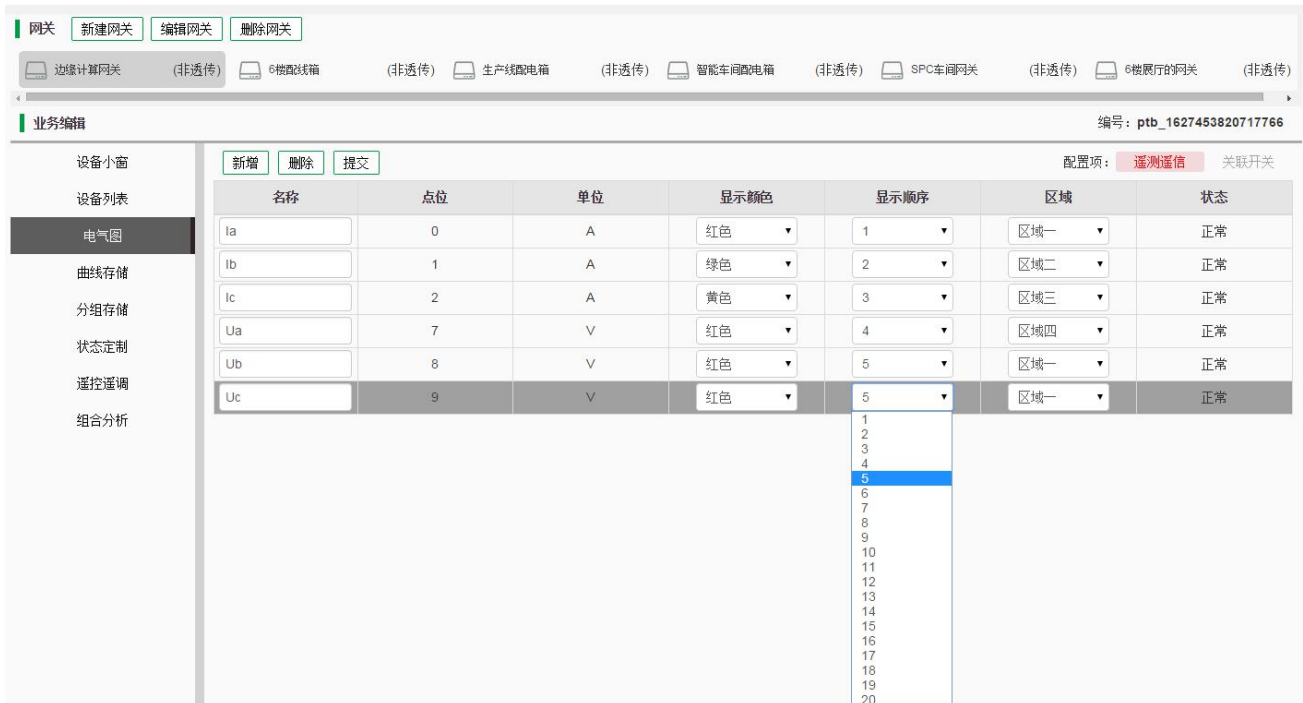 网关 新建网关 编辑网关 删除网关
边缘计算网关 (非透传) 6楼配线箱 (非透传) 生产线配电箱 (非透传) 智能车间配电箱 (非透传) SPC车间网关 (非透传) 6楼展厅的网关 (非透传)
业务编辑 编号：ptb_1627453820717766
设备小窗 新增 删除 提交 配置项： 遥测遥信 关联开关
设备列表 名称 点位 单位 显示颜色 显示顺序 区域 状态
电气图 Ia 0 A 红色 1 区域一 正常
曲线存储 Ib 1 A 绿色 2 区域二 正常
分组存储 Ic 2 A 黄色 3 区域三 正常
状态定制 Ua 7 V 红色 4 区域四 正常
遥控遥调 Ub 8 V 红色 5 区域一 正常
组合分析 Uc 9 V 红色 5 区域一 正常
1
2
3
4
5
6
7
8
9
10
11
12
13
14
15
16
17
18
19
20